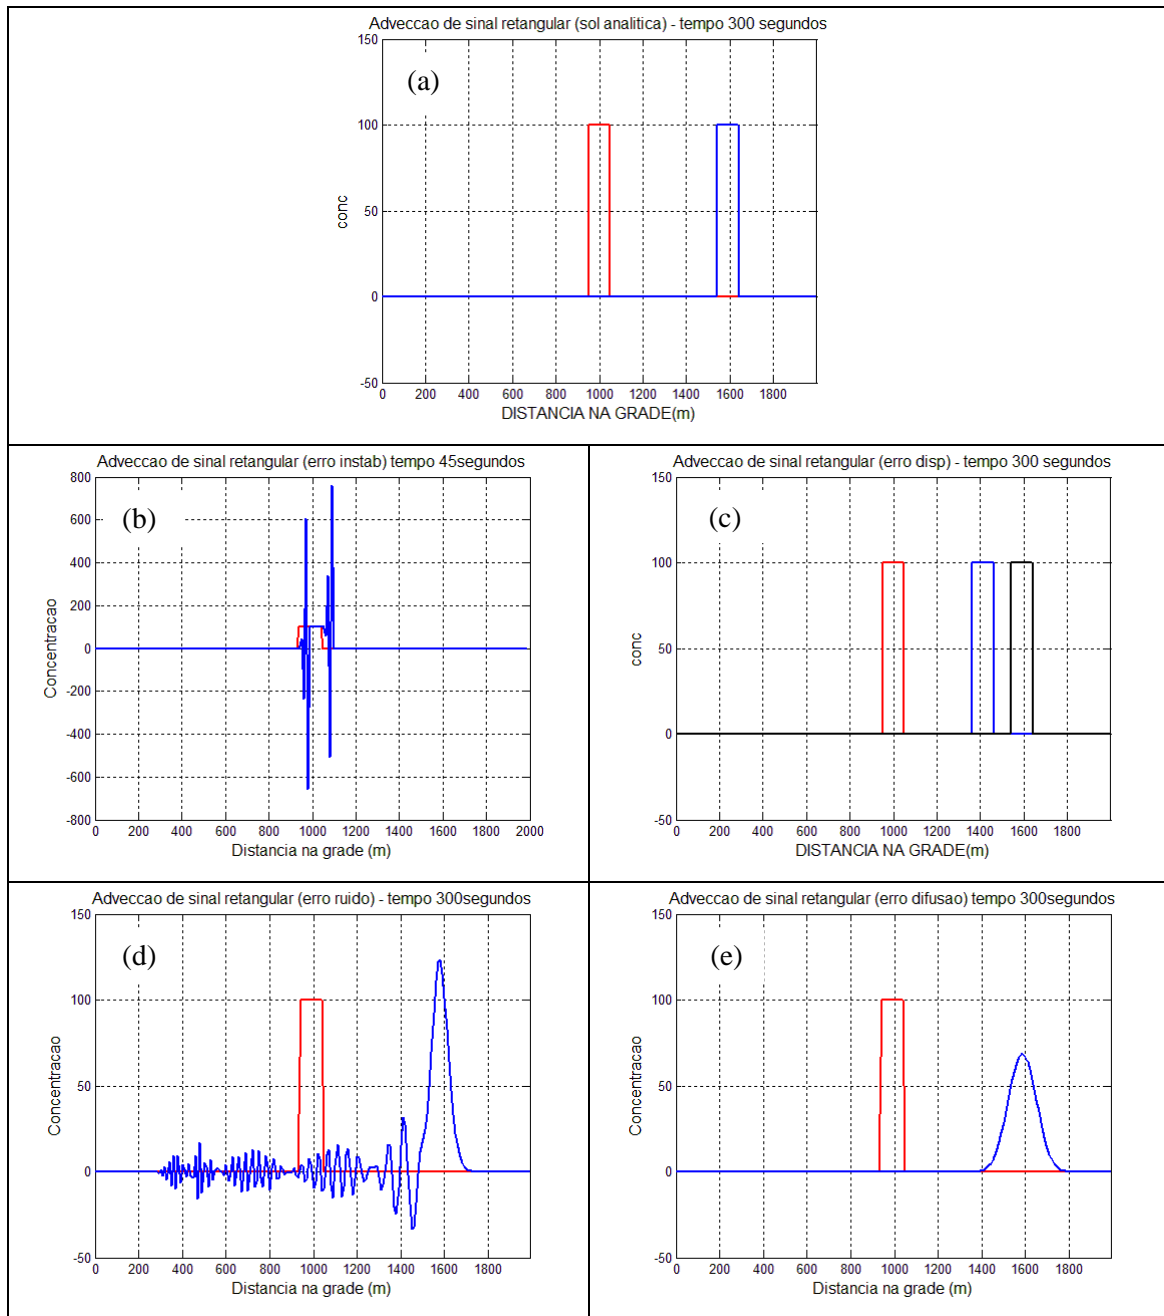 Adveccao de sinal retangular (sol analitica) - tempo 300 segundos
(a)
150
100
50
0
-50
conc
0 200 400 600 800 1000 1200 1400 1600 1800
DISTANCIA NA GRADE(m)
Adveccao de sinal retangular (erro instab) tempo 45segundos
(b)
800
600
400
200
0
-200
-400
-600
-800
Concentracao
0 200 400 600 800 1000 1200 1400 1600 1800 2000
Distancia na grade (m)
Adveccao de sinal retangular (erro disp) - tempo 300 segundos
(c)
150
100
50
0
-50
conc
0 200 400 600 800 1000 1200 1400 1600 1800
DISTANCIA NA GRADE(m)
Adveccao de sinal retangular (erro ruido) - tempo 300segundos
(d)
150
100
50
0
-50
Concentracao
0 200 400 600 800 1000 1200 1400 1600 1800
Distancia na grade (m)
Adveccao de sinal retangular (erro difusao) tempo 300segundos
(e)
150
100
50
0
-50
Concentracao
0 200 400 600 800 1000 1200 1400 1600 1800
Distancia na grade (m)